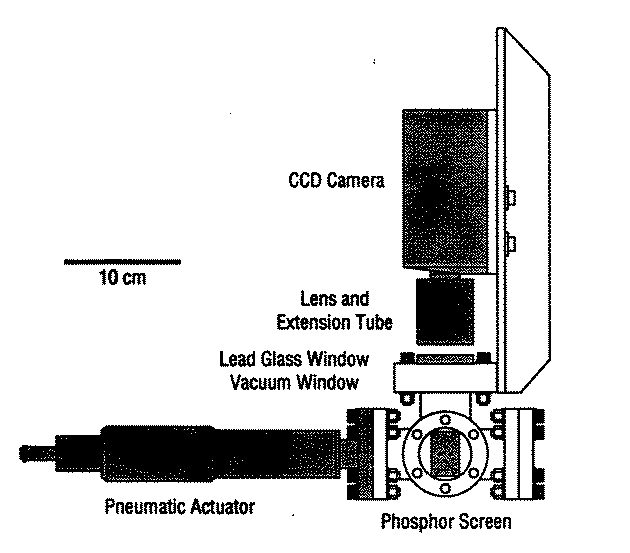 CCD Camera
10 cm
Lens and
Extension Tube
Lead Glass Window
Vacuum Window
Pneumatic Actuator
Phosphor Screen